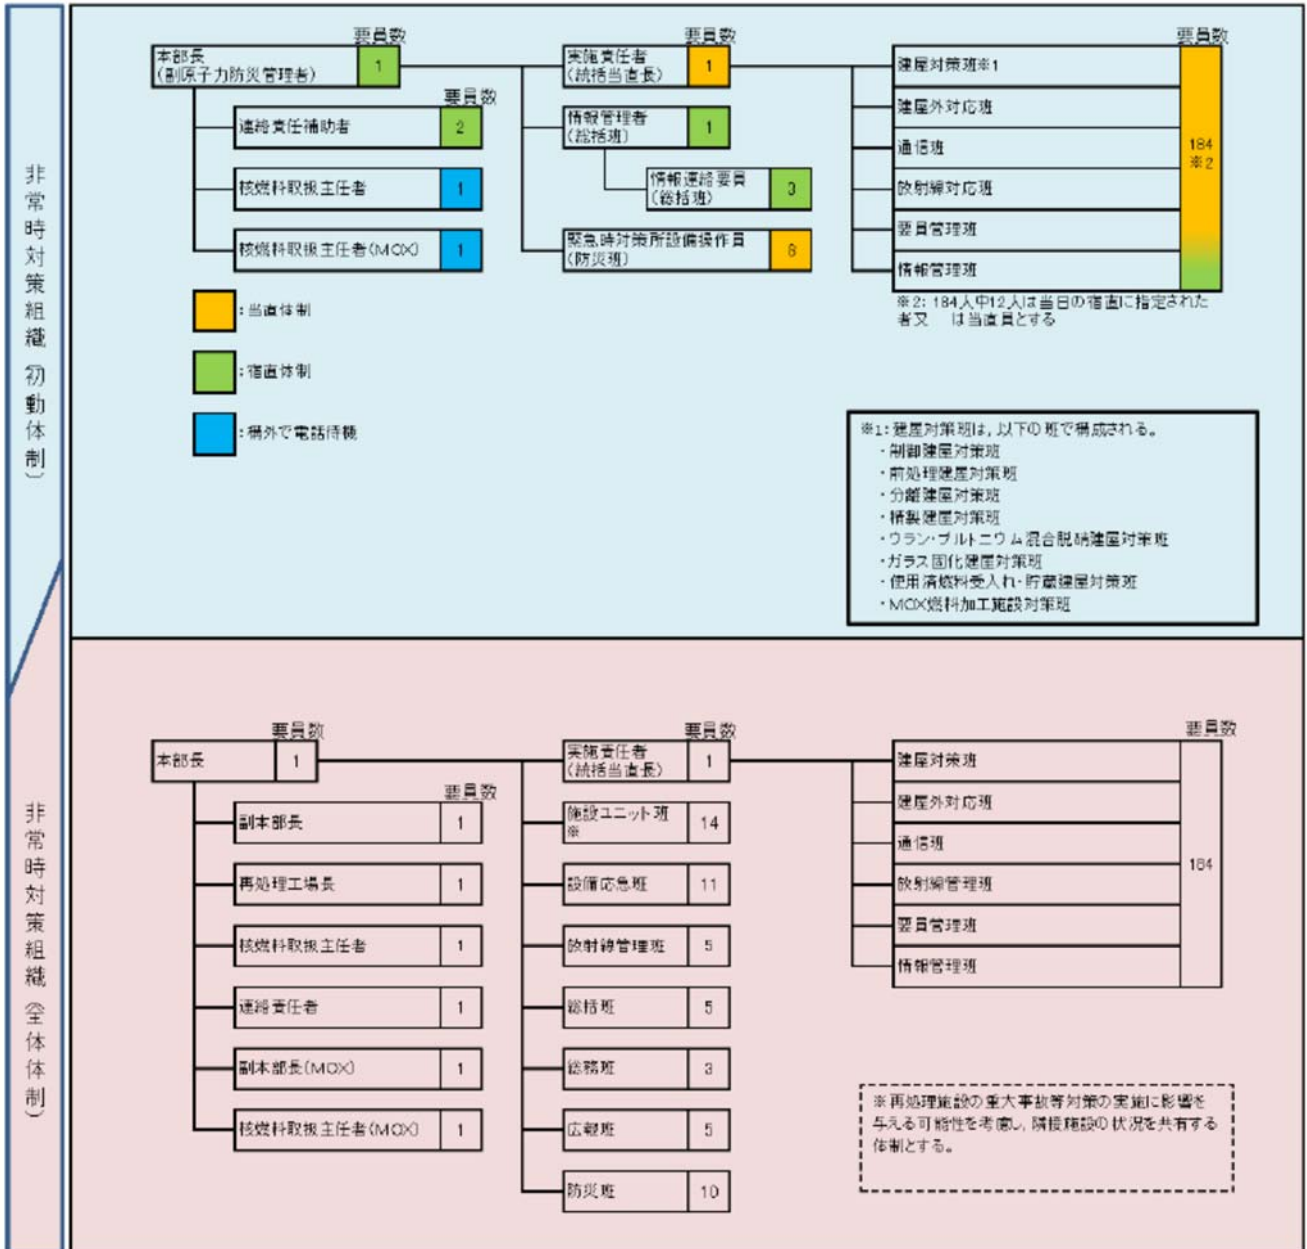 非常時対策組織（初動体制）
要員数
本部長
(副原子力防災管理者)
1
要員数
連絡責任補助者
2
核燃料取扱主任者
1
核燃料取扱主任者(MOX)
1
:当直体制
:宿直体制
:構外で電話待機
要員数
実施責任者
(統括当直長)
1
情報管理者
(総括班)
1
情報連絡要員
(総括班)
3
緊急時対策所設備操作員
(防災班)
8
要員数
建屋対策班※1
建屋外対応班
通信班
放射線対応班
要員管理班
情報管理班
184
※2
※2: 184人中12人は当日の宿直に指定された
者又　は当直員とする
※1:建屋対策班は,以下の班で構成される。
・制御建屋対策班
・前処理建屋対策班
・分離建屋対策班
・精製建屋対策班
・ウラン・プルトニウム混合脱硝建屋対策班
・ガラス固化建屋対策班
・使用済燃料受入れ・貯蔵建屋対策班
・MOX燃料加工施設対策班
非常時対策組織（全体体制）
要員数
本部長
1
要員数
副本部長
1
再処理工場長
1
核燃料取扱主任者
1
連絡責任者
1
副本部長(MOX)
1
核燃料取扱主任者(MOX)
1
要員数
実施責任者
(統括当直長)
1
施設ユニット班
※
14
設備応急班
11
放射線管理班
5
総括班
5
総務班
3
広報班
5
防災班
10
要員数
建屋対策班
建屋外対応班
通信班
放射線管理班
要員管理班
情報管理班
184
※再処理施設の重大事故等対策の実施に影響を
与える可能性を考慮し,隣接施設の状況を共有する
体制とする。